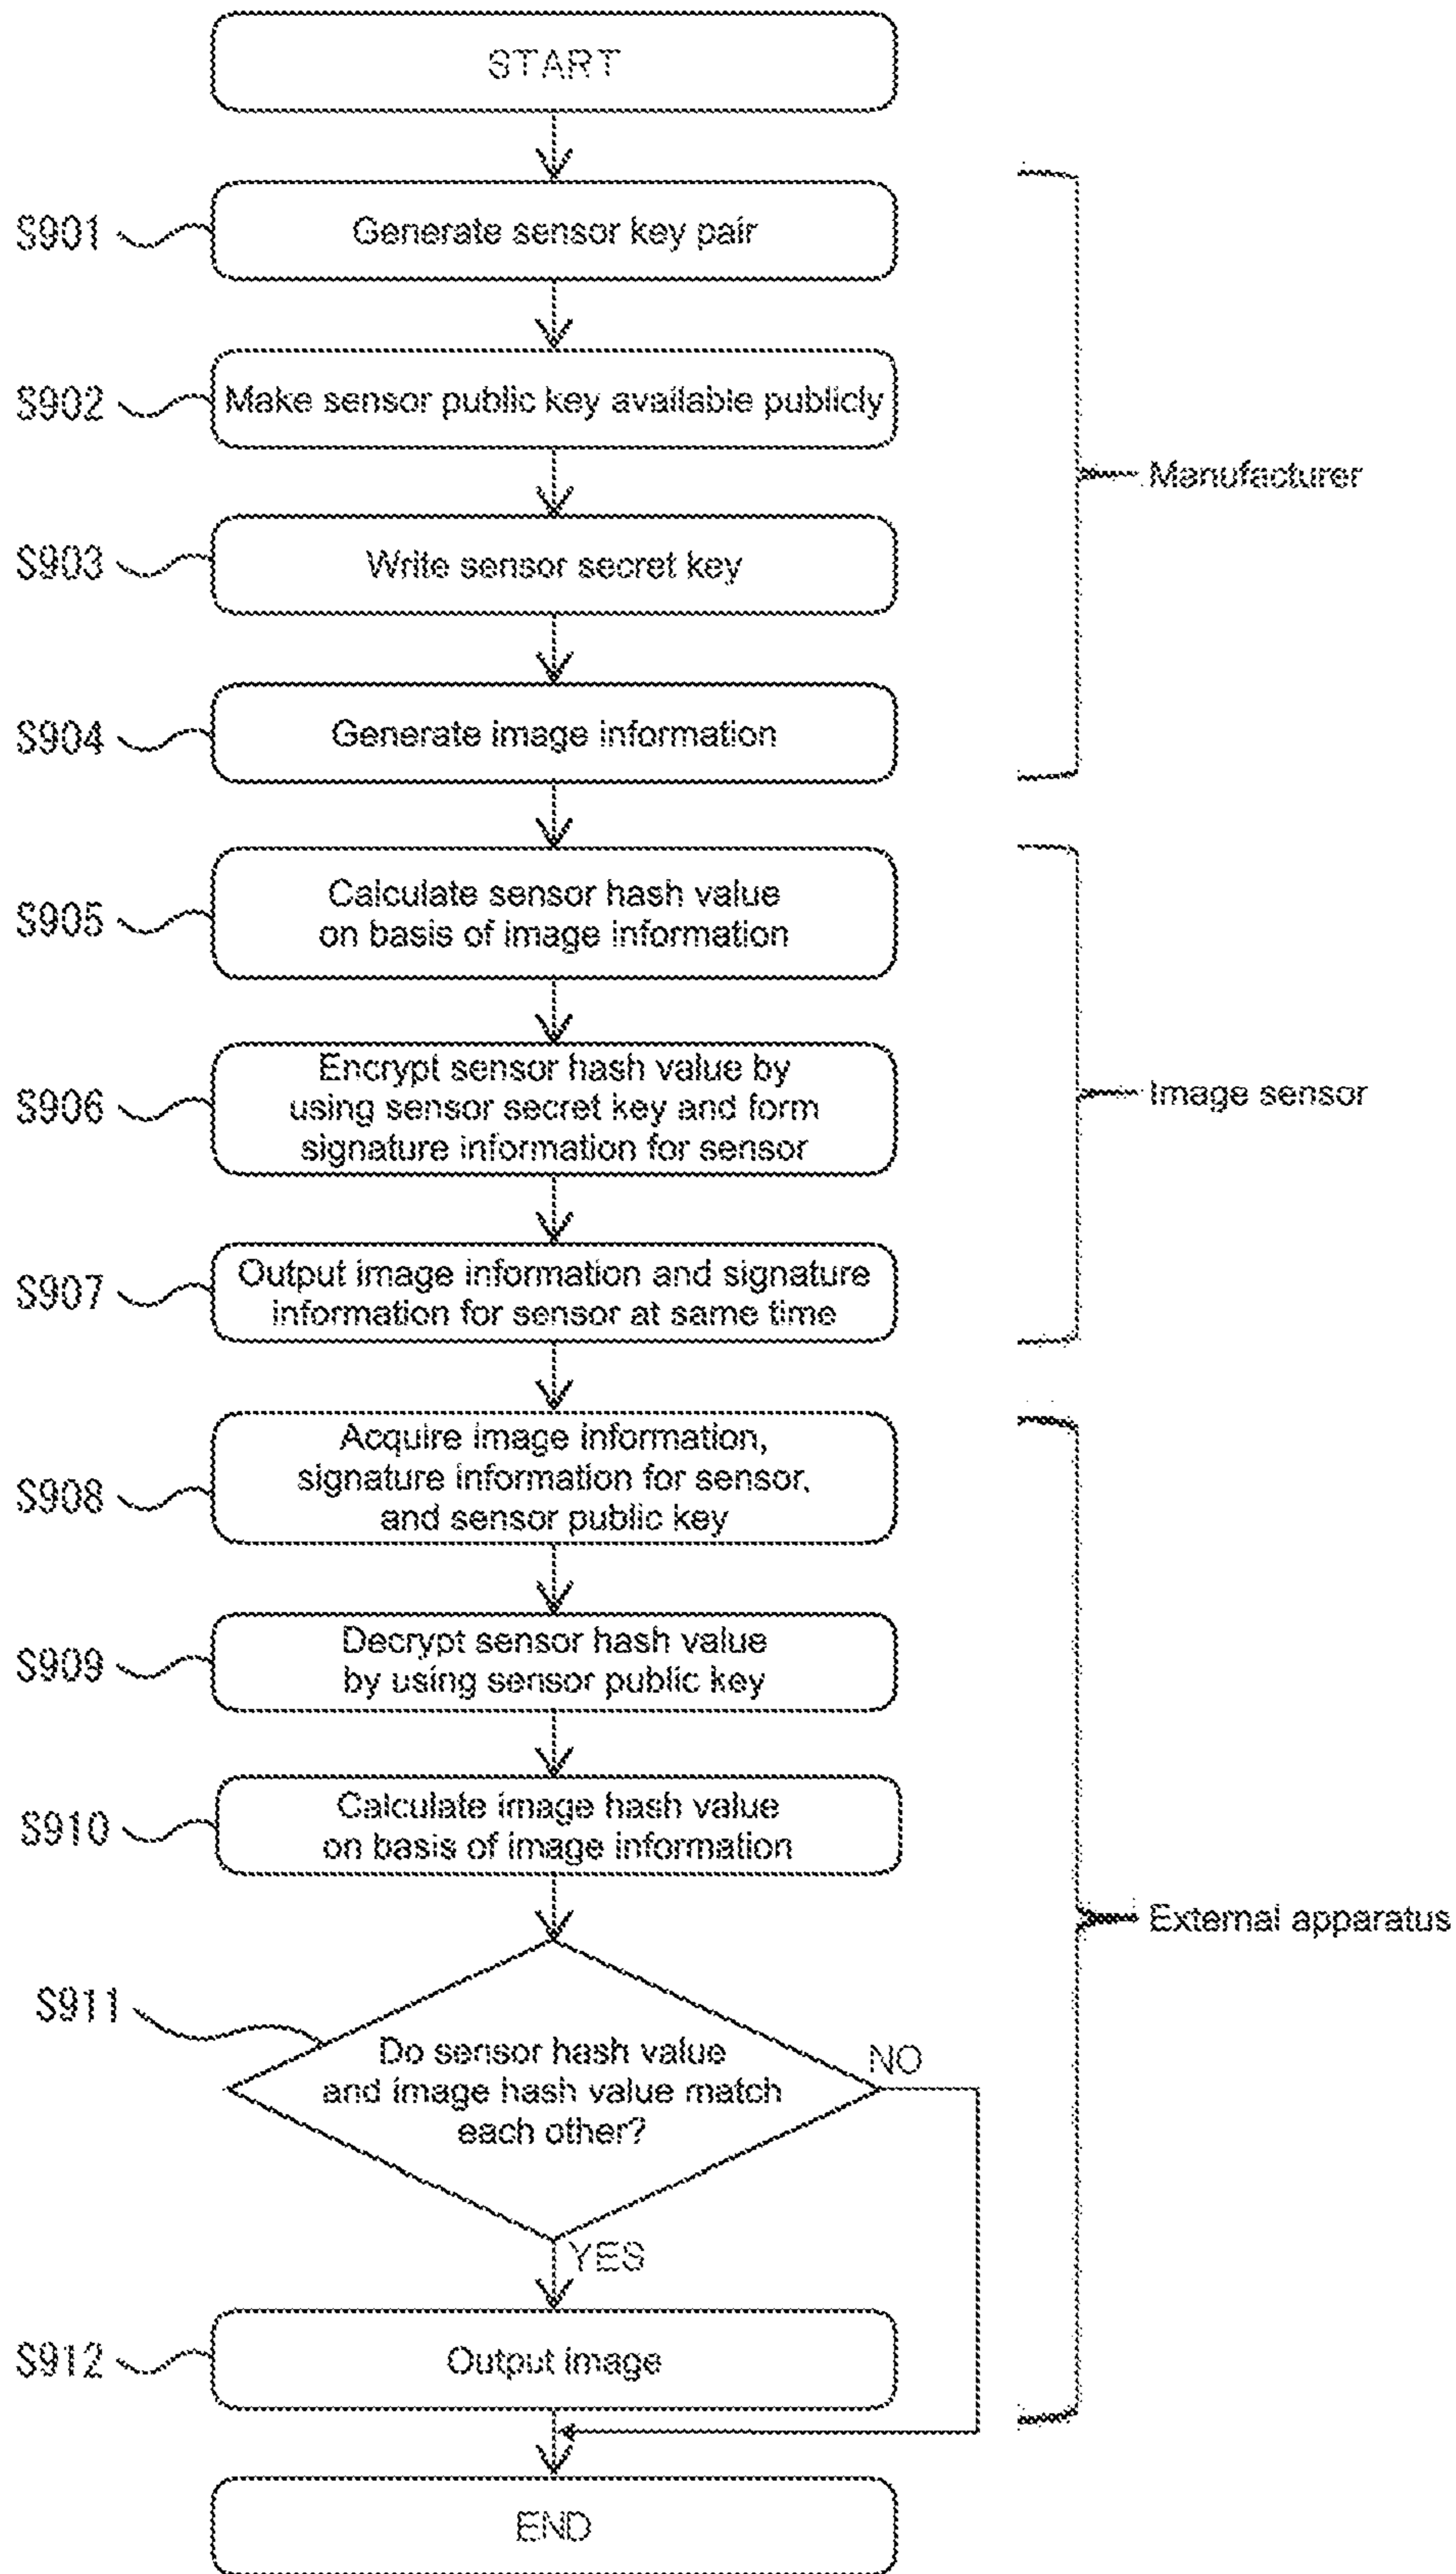 START
S901
Generate sensor key pair
S902
Make sensor public key available publicly
Manufacturer
S903
Write sensor secret key
S904
Generate image information
S905
Calculate sensor hash value
on basis of image information
S906
Encrypt sensor hash value by
using sensor secret key and form
signature information for sensor
Image sensor
S907
Output image information and signature
information for sensor at same time
S908
Acquire image information,
signature information for sensor,
and sensor public key
S909
Decrypt sensor hash value
by using sensor public key
S910
Calculate image hash value
on basis of image information
External apparatus
S911
Do sensor hash value
and image hash value match
each other?
NO
YES
S912
Output image
END